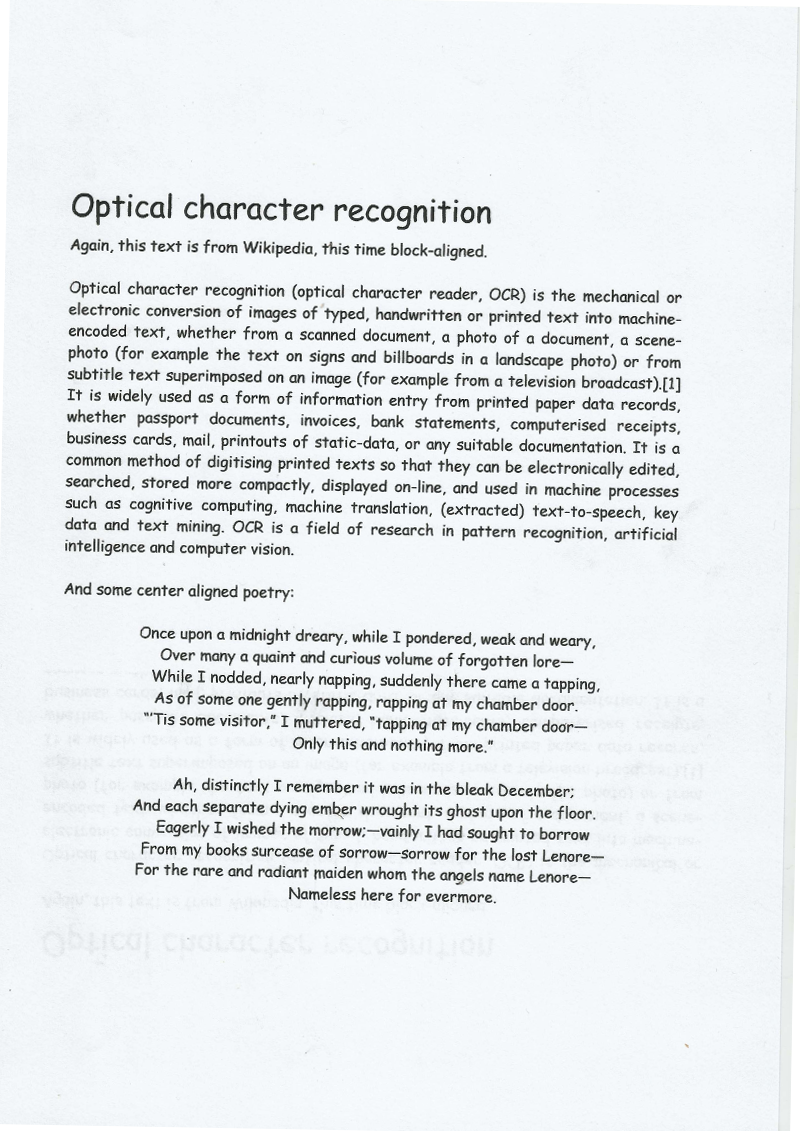 Optical character recognition
Again, this text is from Wikipedia, this time block-aligned.
Optical character recognition (optical character reader, OCR) is the mechanical or
electronic conversion of images of typed, handwritten or printed text into machine-
encoded text, whether from a scanned document, a photo of a document, a scene-
photo (for example the text on signs and billboards in a landscape photo) or from
subtitle text superimposed on an image (for example from a television broadcast).[1]
It is widely used as a form of information entry from printed paper data records,
whether passport documents, invoices, bank statements, computerised receipts,
business cards, mail, printouts of static-data, or any suitable documentation. It is a
common method of digitising printed texts so that they can be electronically edited,
searched, stored more compactly, displayed on-line, and used in machine processes
such as cognitive computing, machine translation, (extracted) text-to-speech, key
data and text mining. OCR is a field of research in pattern recognition, artificial
intelligence and computer vision.
And some center aligned poetry:
Once upon a midnight dreary, while I pondered, weak and weary,
Over many a quaint and curious volume of forgotten lore—
While I nodded, nearly napping, suddenly there came a tapping,
As of some one gently rapping, rapping at my chamber door.
"'Tis some visitor," I muttered, "tapping at my chamber door—
Only this and nothing more."
Ah, distinctly I remember it was in the bleak December;
And each separate dying ember wrought its ghost upon the floor.
Eagerly I wished the morrow;—vainly I had sought to borrow
From my books surcease of sorrow—sorrow for the lost Lenore—
For the rare and radiant maiden whom the angels name Lenore—
Nameless here for evermore.